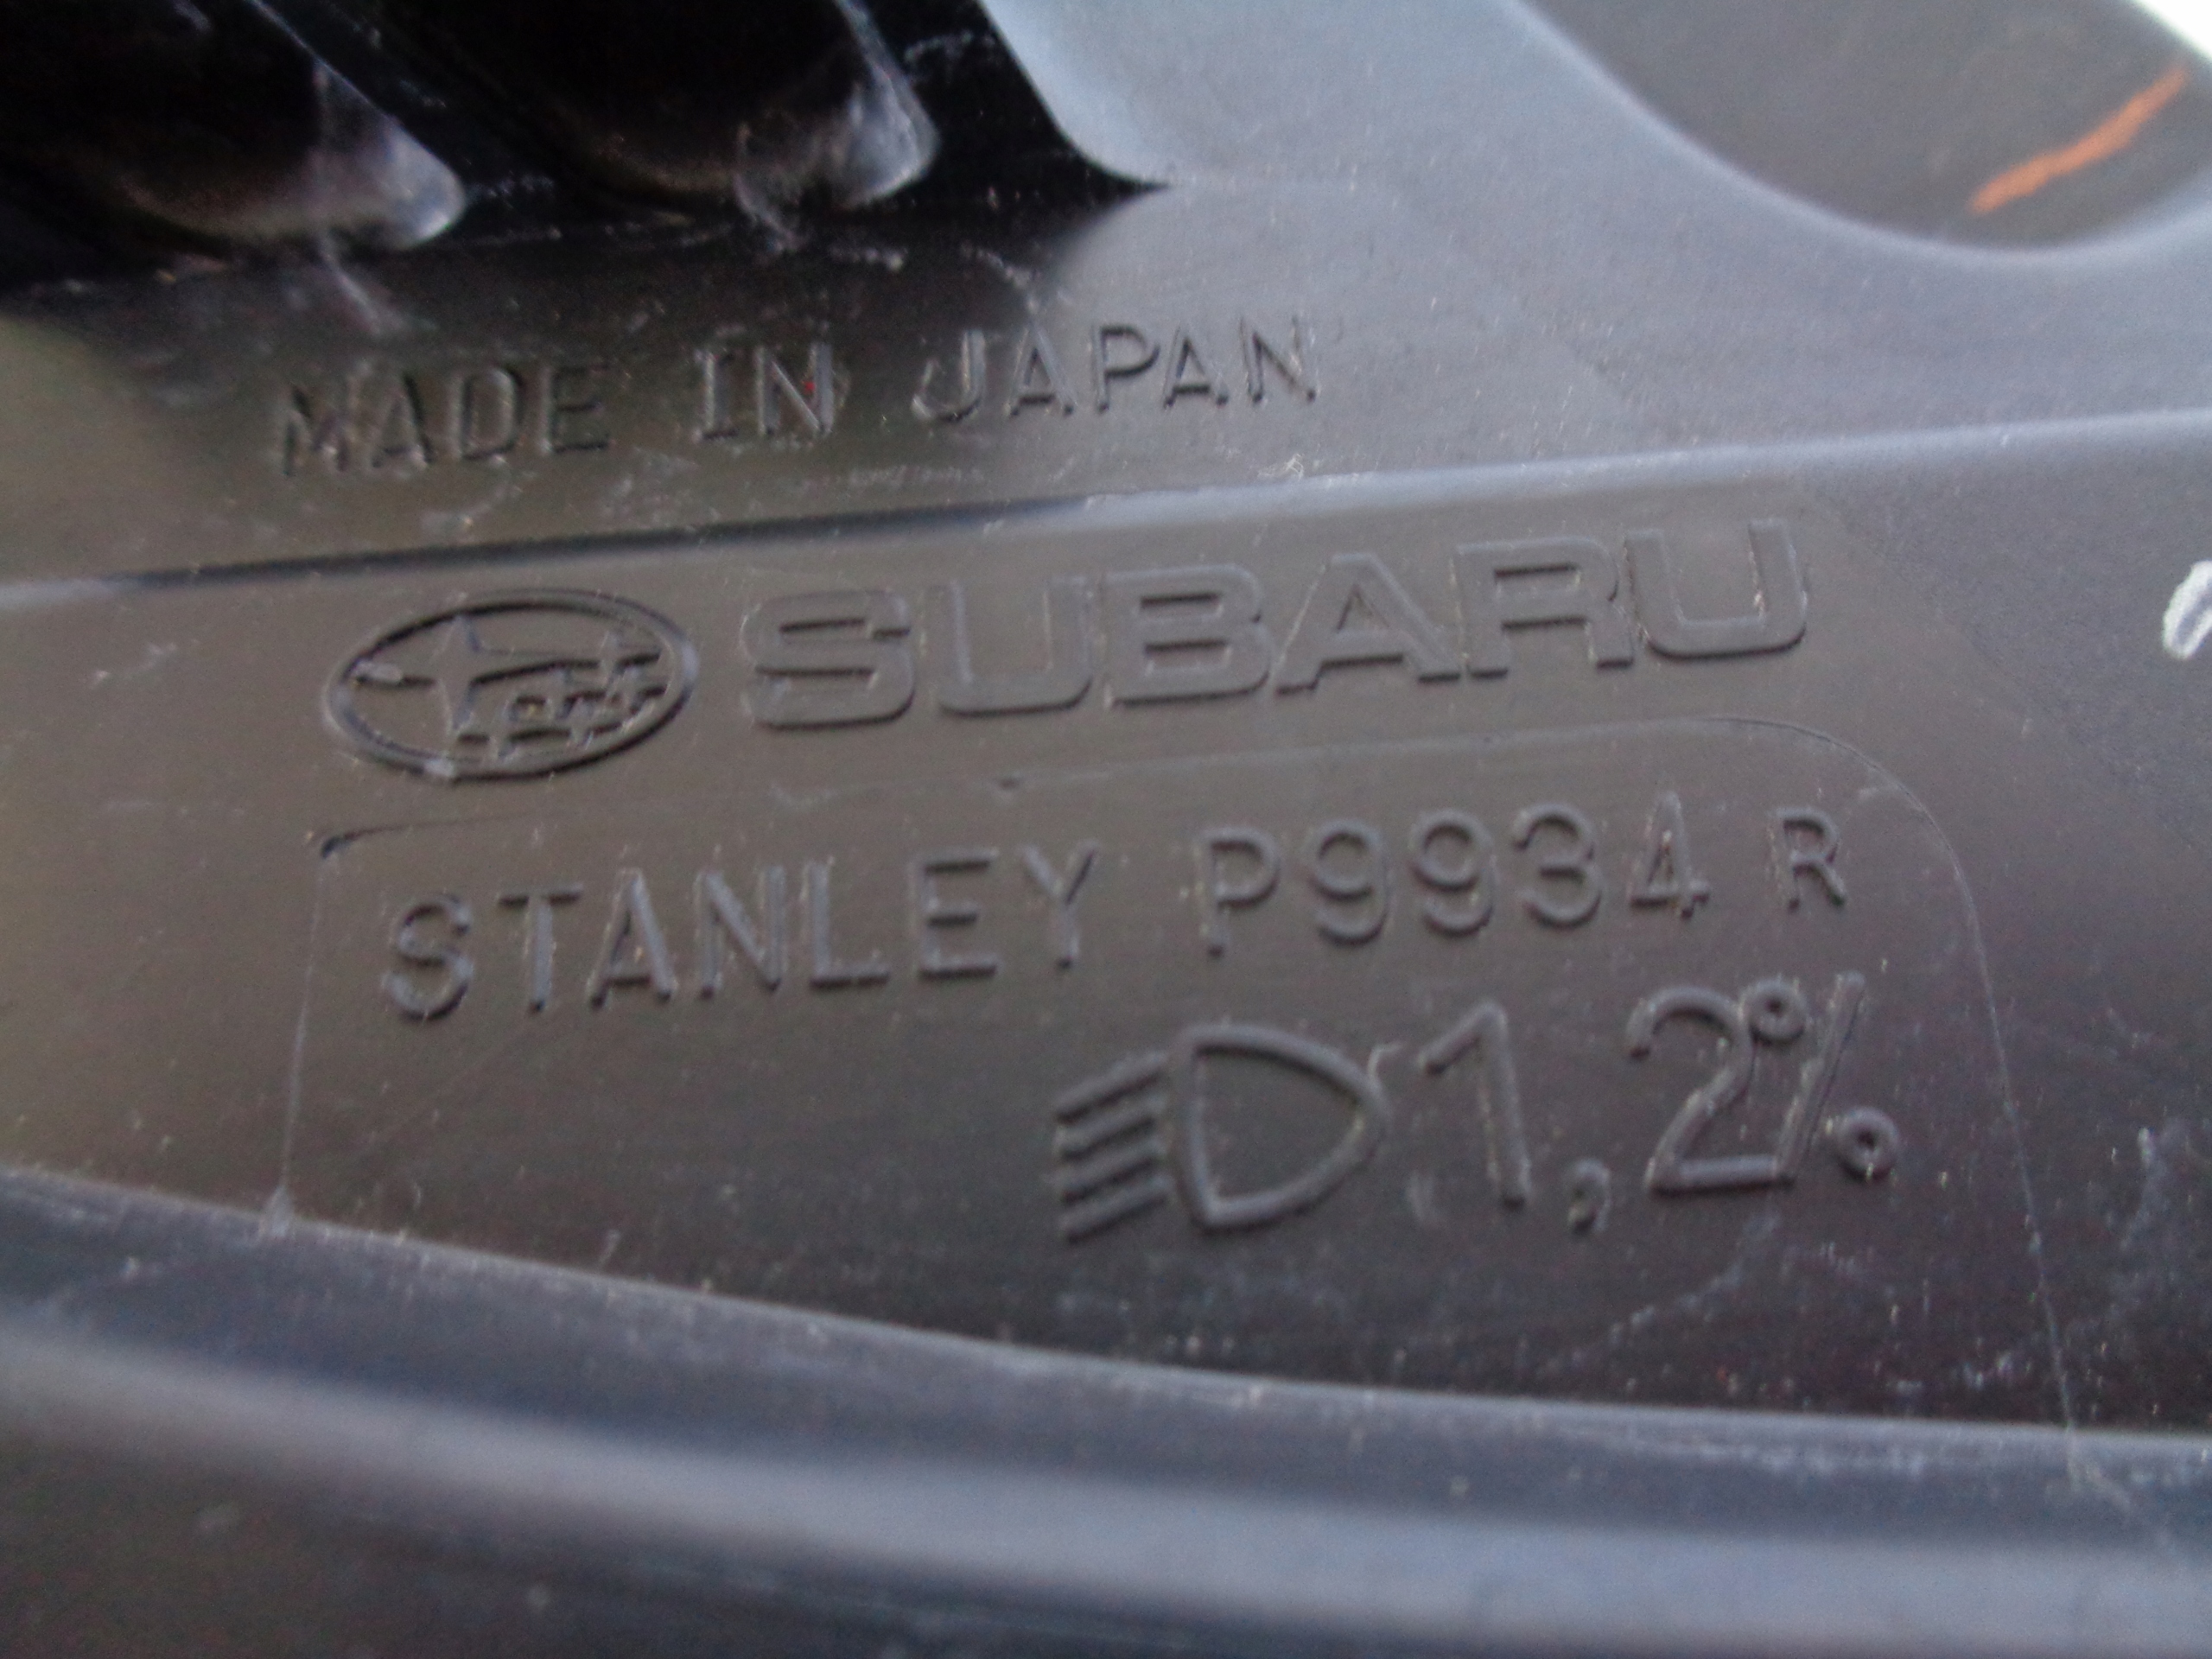 MADE IN JAPAN
SUBARU
STANLEY P9934 R
1,2%